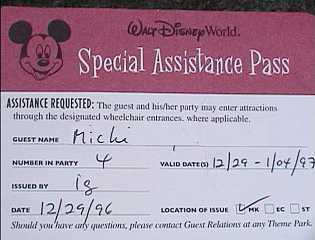 WALT DISNEY World.
Special Assistance Pass
ASSISTANCE REQUESTED: The guest and his/her party may enter attractions
through the designated wheelchair entrances, where applicable.
GUEST NAME Michi
NUMBER IN PARTY 4 VALID DATE(S) 12/29 - 1/04/97
ISSUED BY ig
DATE 12/29/96 LOCATION OF ISSUE MK EC ST
Should you have any questions, please contact Guest Relations at any Theme Park.